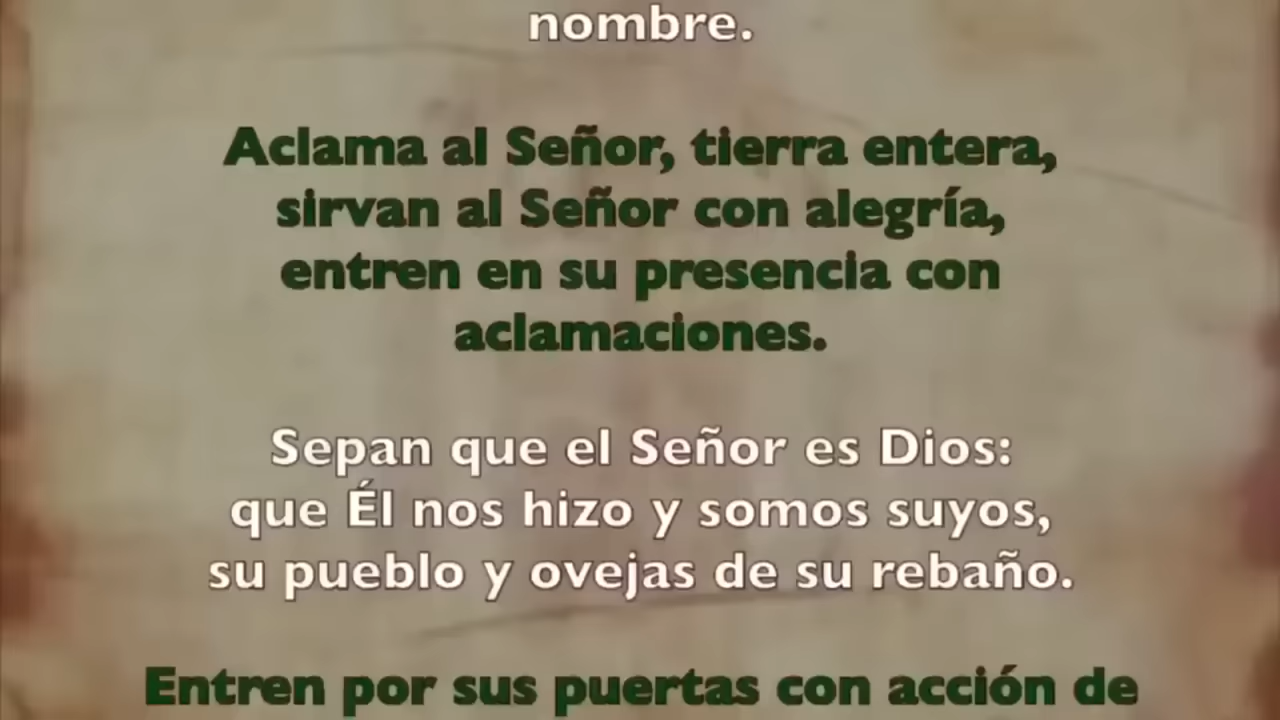 nombre.
Aclama al Señor, tierra entera,
sirvan al Señor con alegría,
entren en su presencia con
aclamaciones.
Sepan que el Señor es Dios:
que Él nos hizo y somos suyos,
su pueblo y ovejas de su rebaño.
Entren por sus puertas con acción de